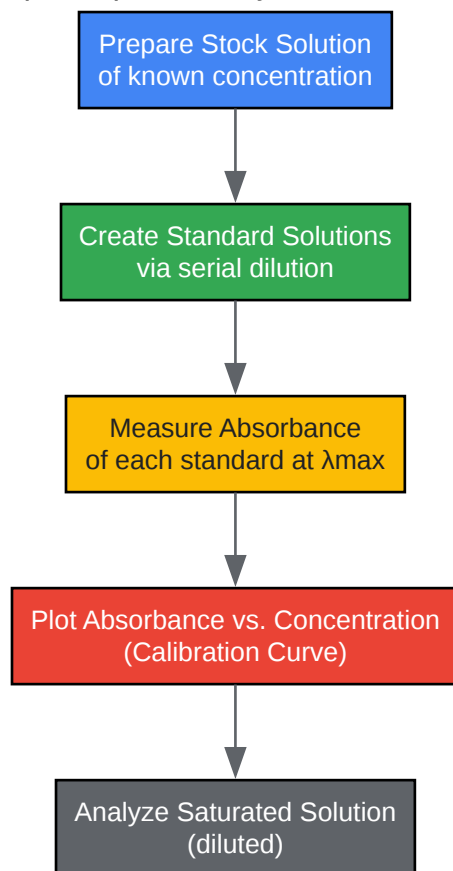 Prepare Stock Solution
of known concentration
Create Standard Solutions
via serial dilution
Measure Absorbance
of each standard at λmax
Plot Absorbance vs. Concentration
(Calibration Curve)
Analyze Saturated Solution
(diluted)